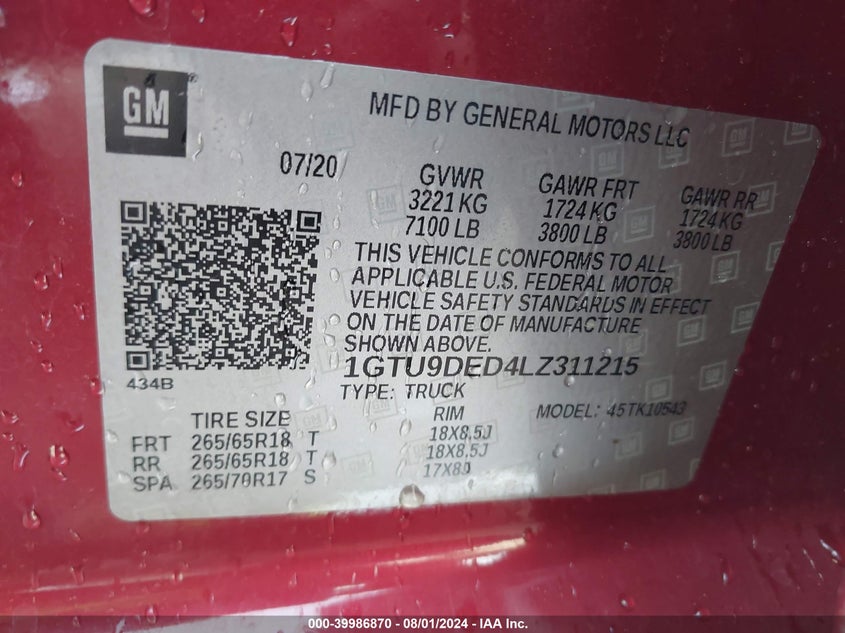 GM
MFD BY GENERAL MOTORS LLC
07/20
GVWR
3221 KG
7100 LB
GAWR FRT
1724 KG
3800 LB
GAWR RR
1724 KG
3800 LB
THIS VEHICLE CONFORMS TO ALL
APPLICABLE U.S. FEDERAL MOTOR
VEHICLE SAFETY STANDARDS IN EFFECT
ON THE DATE OF MANUFACTURE
SHOWN ABOVE.
1GTU9DED4LZ311215
TYPE: TRUCK
MODEL: 45TK10543
434B
TIRE SIZE RIM
FRT 265/65R18 T 18X8.5J
RR 265/65R18 T 18X8.5J
SPA 265/70R17 S 17X8J
000-39986870 - 08/01/2024 - IAA Inc.